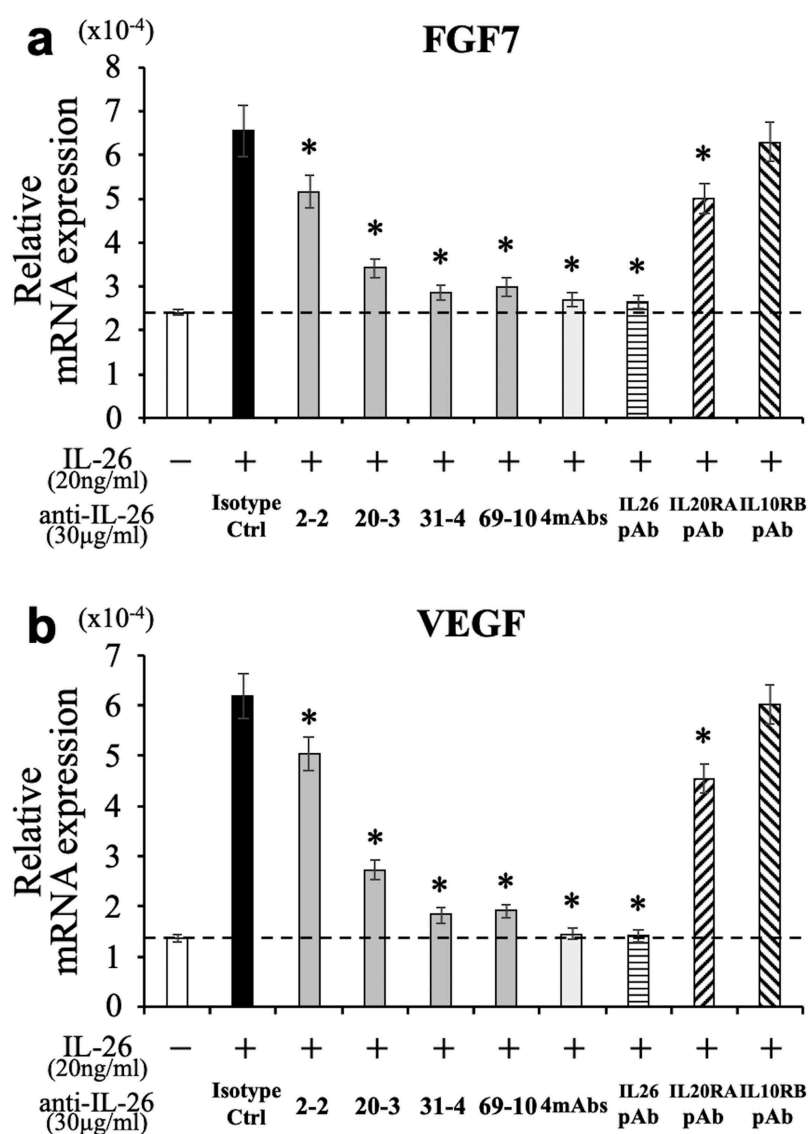 a
(x10⁻⁴)
FGF7
Relative
mRNA expression
8
7
6
5
4
3
2
1
0
* * * * * * *
IL-26 − + + + + + + + + +
(20ng/ml)
anti-IL-26
(30μg/ml)
Isotype
Ctrl
2-2
20-3
31-4
69-10
4mAbs
IL26
pAb
IL20RA
pAb
IL10RB
pAb
b
(x10⁻⁴)
VEGF
Relative
mRNA expression
7
6
5
4
3
2
1
0
* * * * * * *
IL-26 − + + + + + + + + +
(20ng/ml)
anti-IL-26
(30μg/ml)
Isotype
Ctrl
2-2
20-3
31-4
69-10
4mAbs
IL26
pAb
IL20RA
pAb
IL10RB
pAb